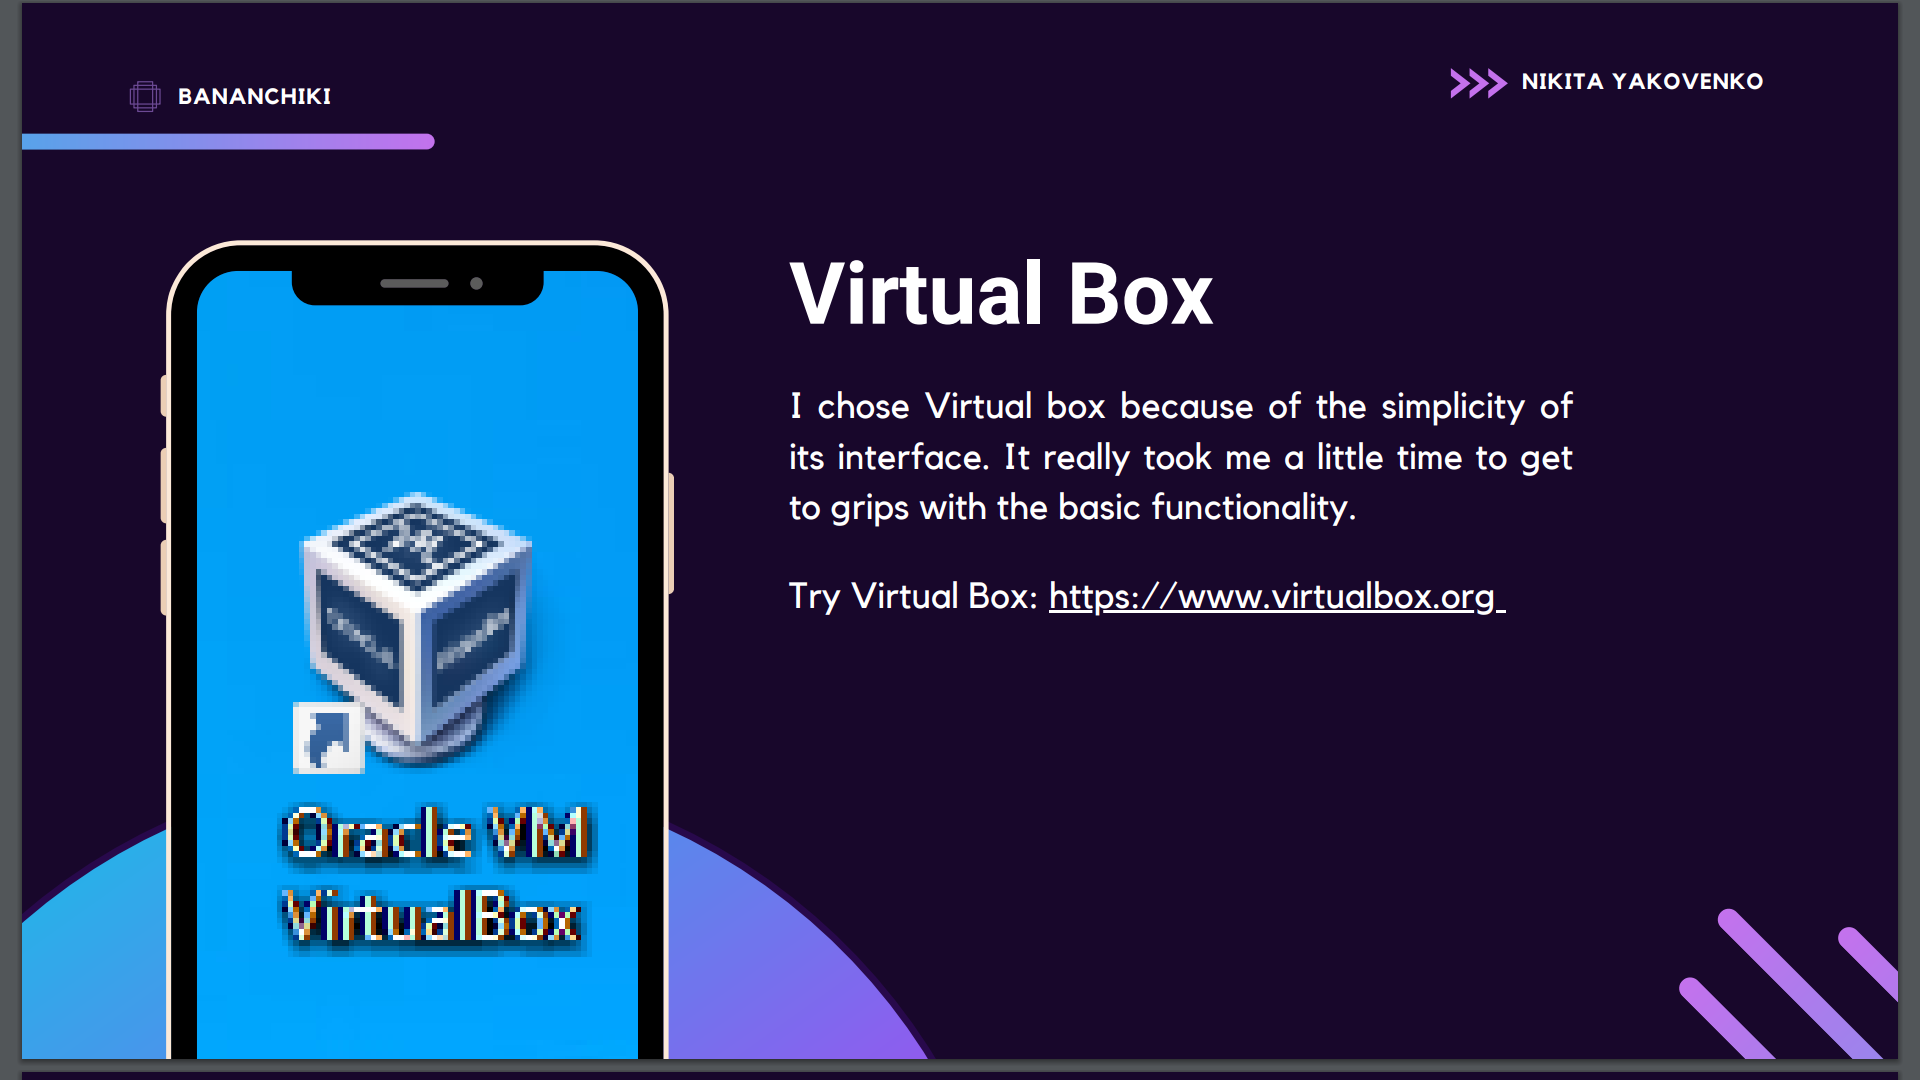 BANANCHIKI
NIKITA YAKOVENKO
Virtual Box
I chose Virtual box because of the simplicity of
its interface. It really took me a little time to get
to grips with the basic functionality.
Try Virtual Box: https://www.virtualbox.org
Oracle VM
VirtualBox